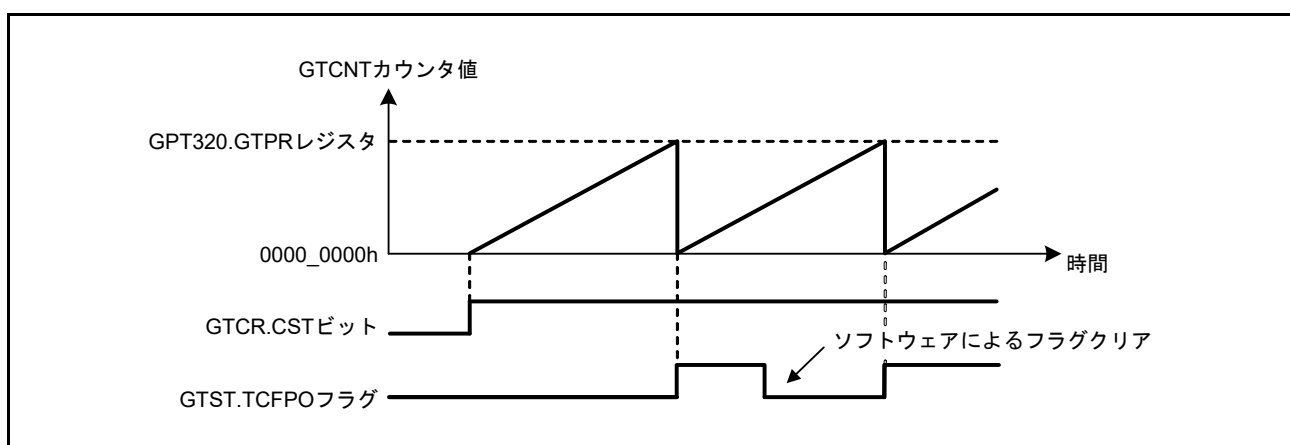 GTCNTカウンタ値
GPT320.GTPRレジスタ
0000_0000h
時間
GTCR.CSTビット
ソフトウェアによるフラグクリア
GTST.TCFPOフラグ